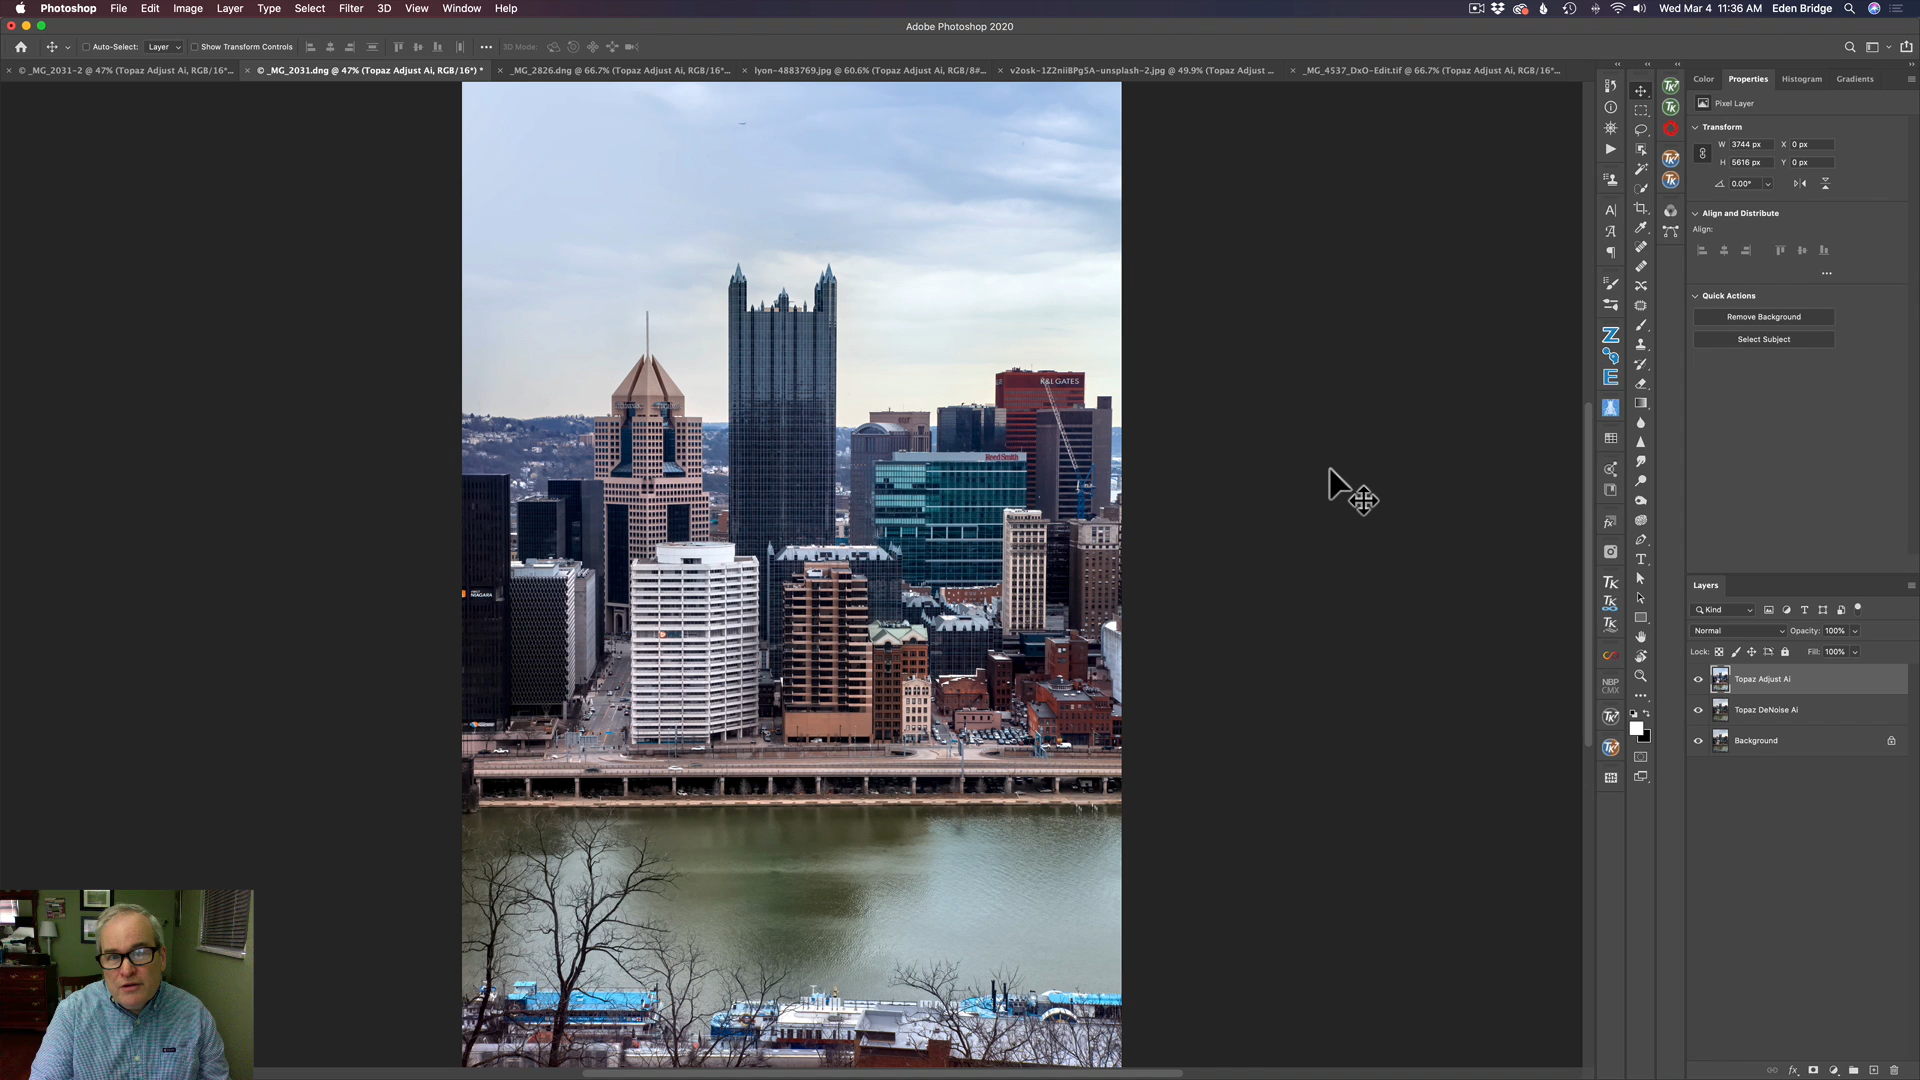 Photoshop File Edit Image Layer Type Select Filter 3D View Window Help Wed Mar 4 11:36 AM Eden Bridge
Adobe Photoshop 2020
Auto-Select: Layer Show Transform Controls 3D Mode:
© _MG_2031-2 @ 47% (Topaz Adjust Ai, RGB/16*... © _MG_2031.dng @ 47% (Topaz Adjust Ai, RGB/16*) * _MG_2826.dng @ 66.7% (Topaz Adjust Ai, RGB/16*... lyon-4883769.jpg @ 60.6% (Topaz Adjust Ai, RGB/8#... v2osk-1Z2niiBPg5A-unsplash-2.jpg @ 49.9% (Topaz Adjust ... _MG_4537_DxO-Edit.tif @ 66.7% (Topaz Adjust Ai, RGB/16*...
Color Properties Histogram Gradients
Pixel Layer
Transform
W 3744 px X 0 px
H 5616 px Y 0 px
0.00°
Align and Distribute
Align:
Quick Actions
Remove Background
Select Subject
K&L GATES
ReedSmith
NIAGARA
Layers
Kind
Normal Opacity: 100%
Lock: Fill: 100%
Topaz Adjust Ai
Topaz DeNoise Ai
Background
NBP
CMX